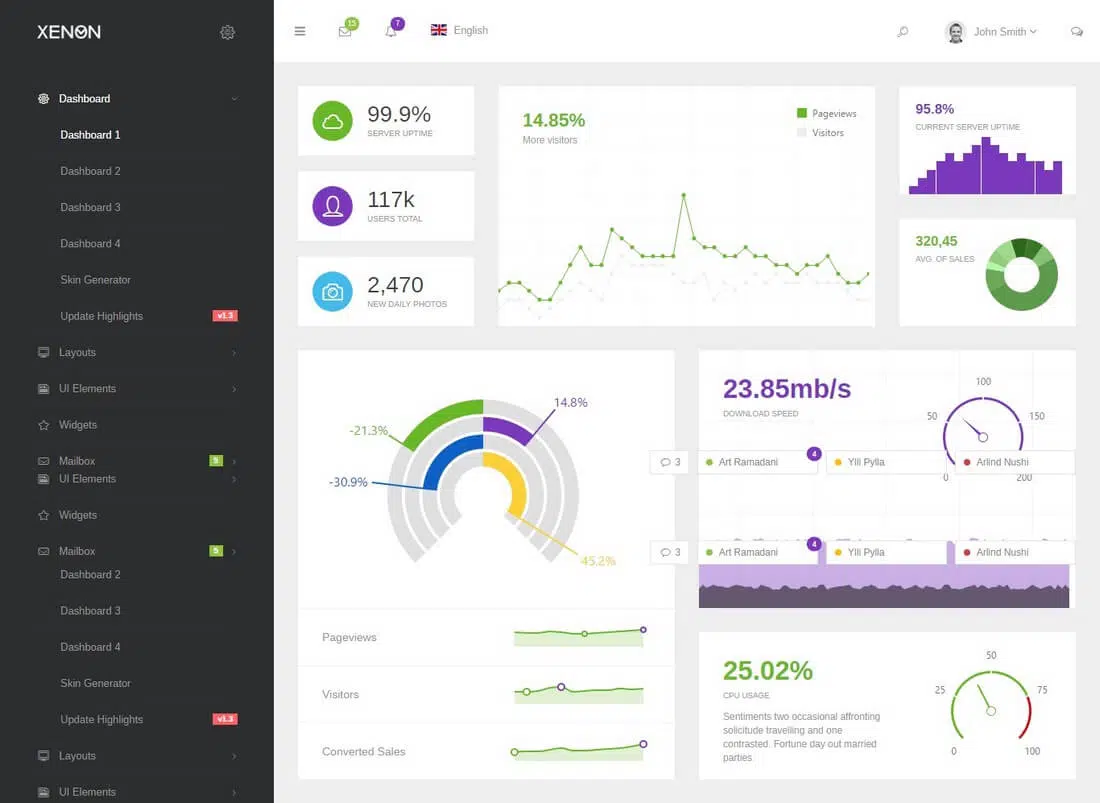 XENON
Dashboard
Dashboard 1
Dashboard 2
Dashboard 3
Dashboard 4
Skin Generator
Update Highlights v1.3
Layouts
UI Elements
Widgets
Mailbox 5
UI Elements
Widgets
Mailbox 5
Dashboard 2
Dashboard 3
Dashboard 4
Skin Generator
Update Highlights v1.3
Layouts
UI Elements
15
7
English
John Smith
99.9%
SERVER UPTIME
117k
USERS TOTAL
2,470
NEW DAILY PHOTOS
14.85%
More visitors
Pageviews
Visitors
95.8%
CURRENT SERVER UPTIME
320,45
AVG. OF SALES
14.8%
-21.3%
-30.9%
45.2%
Pageviews
Visitors
Converted Sales
23.85mb/s
DOWNLOAD SPEED
100
50
150
0
200
3
Art Ramadani
4
Ylli Pylla
Arlind Nushi
3
Art Ramadani
4
Ylli Pylla
Arlind Nushi
25.02%
CPU USAGE
Sentiments two occasional affronting
solicitude travelling and one
contrasted. Fortune day out married
parties
50
25
75
0
100